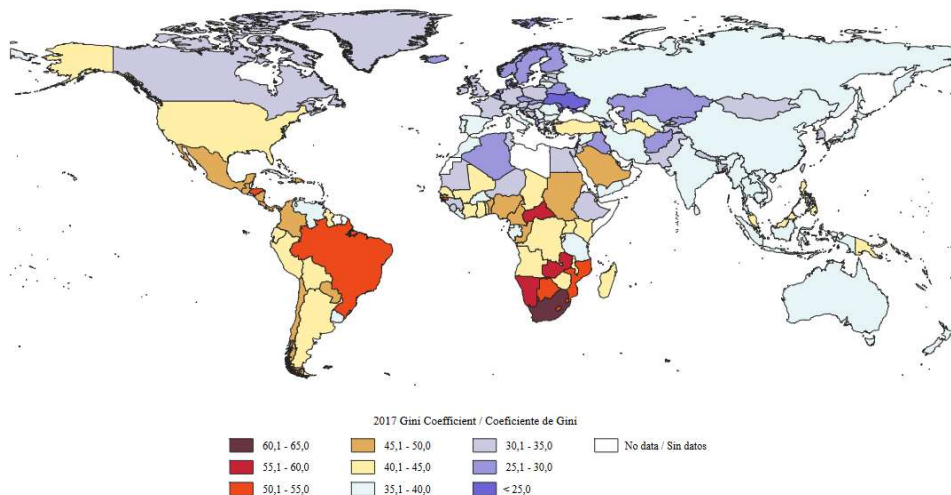 2017 Gini Coefficient / Coeficiente de Gini
60,1 - 65,0
45,1 - 50,0
30,1 - 35,0
No data / Sin datos
55,1 - 60,0
40,1 - 45,0
25,1 - 30,0
50,1 - 55,0
35,1 - 40,0
< 25,0